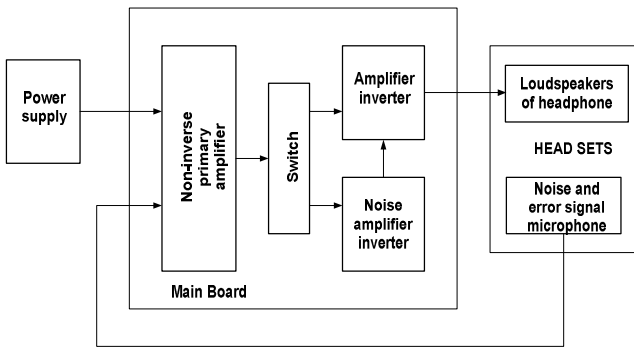 Power
supply
Non-inverse
primary
amplifier
Switch
Amplifier
inverter
Noise
amplifier
inverter
Main Board
Loudspeakers
of headphone
HEAD SETS
Noise and
error signal
microphone